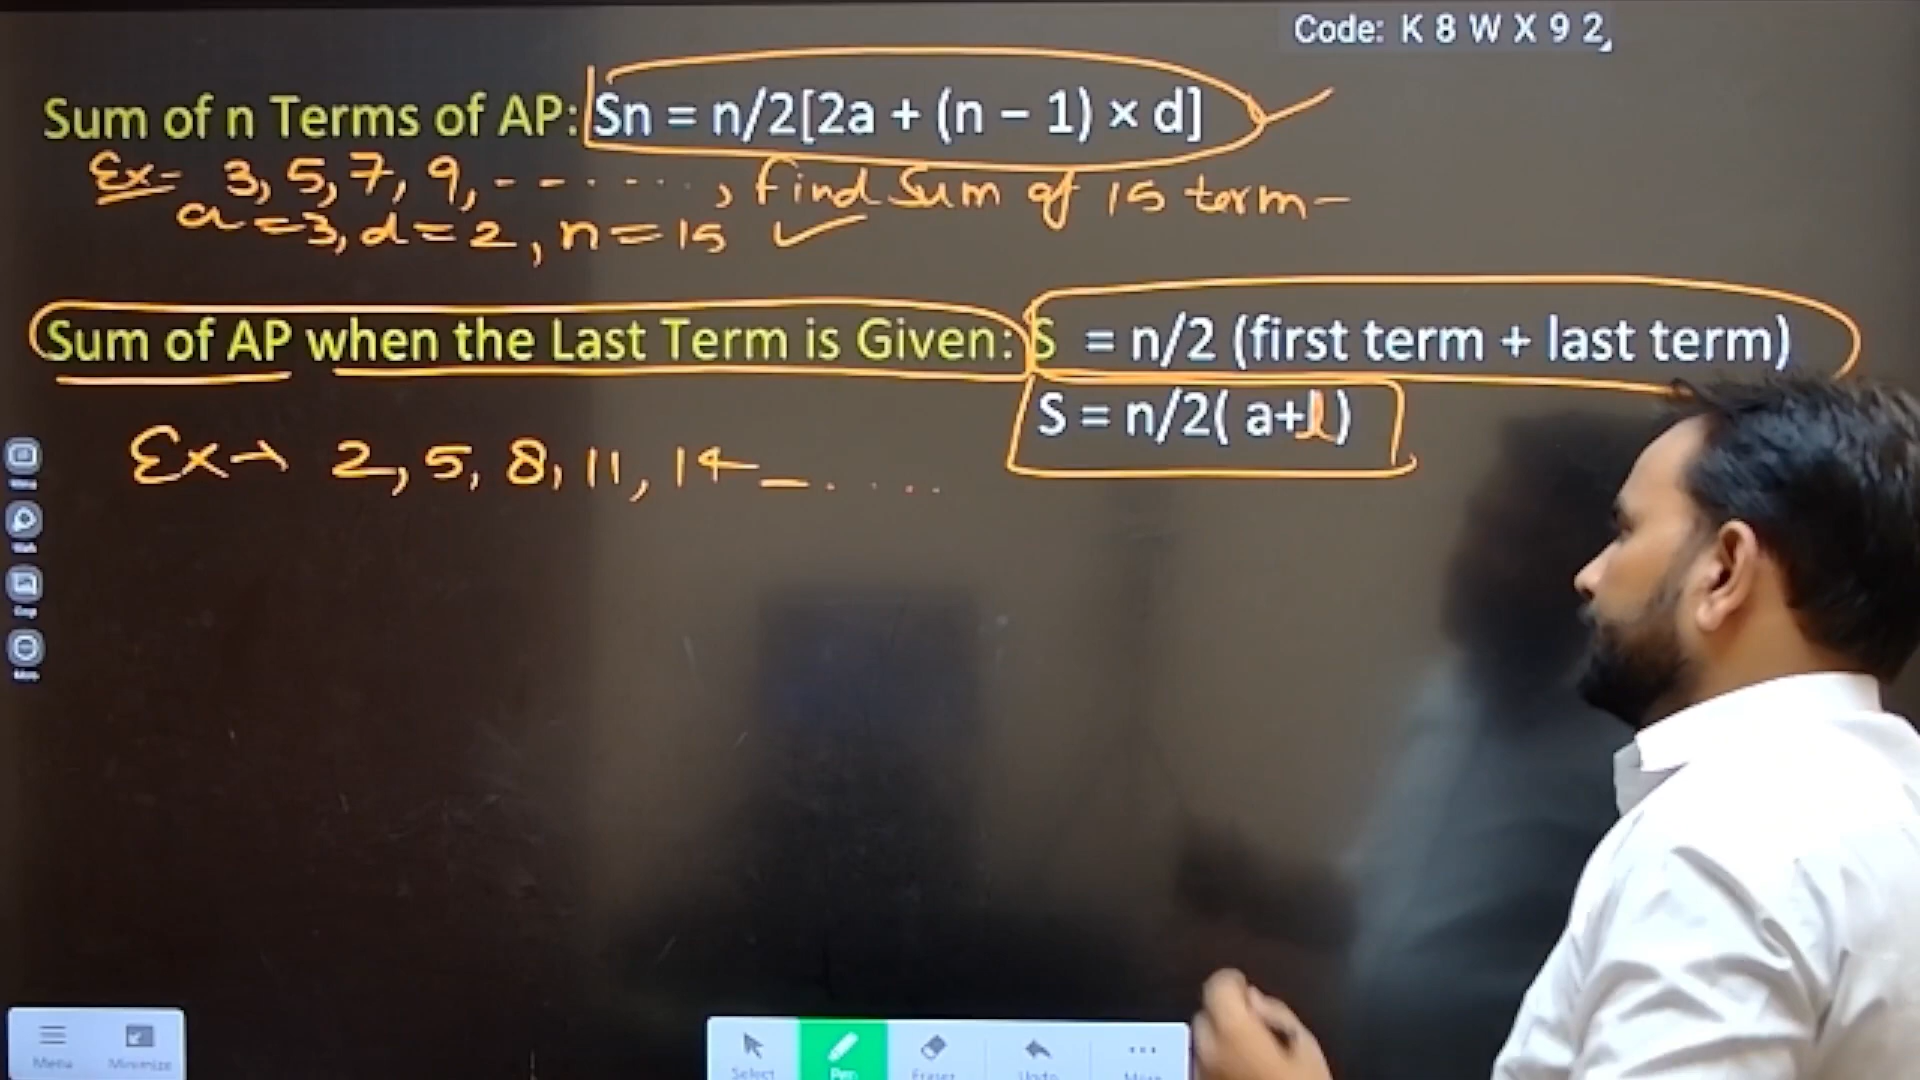 Code: K 8 W X 9 2
Sum of n Terms of AP: Sn = n/2[2a + (n – 1) × d]
Ex- 3, 5, 7, 9, - - . . . . . , find Sum of 15 term-
a=3, d=2, n=15 ✓
Sum of AP when the Last Term is Given: S = n/2 (first term + last term)
S = n/2( a+l)
Ex→ 2, 5, 8, 11, 14 - . . . .
More
Menu
Minimize
Select
Pen
Eraser
Undo
More